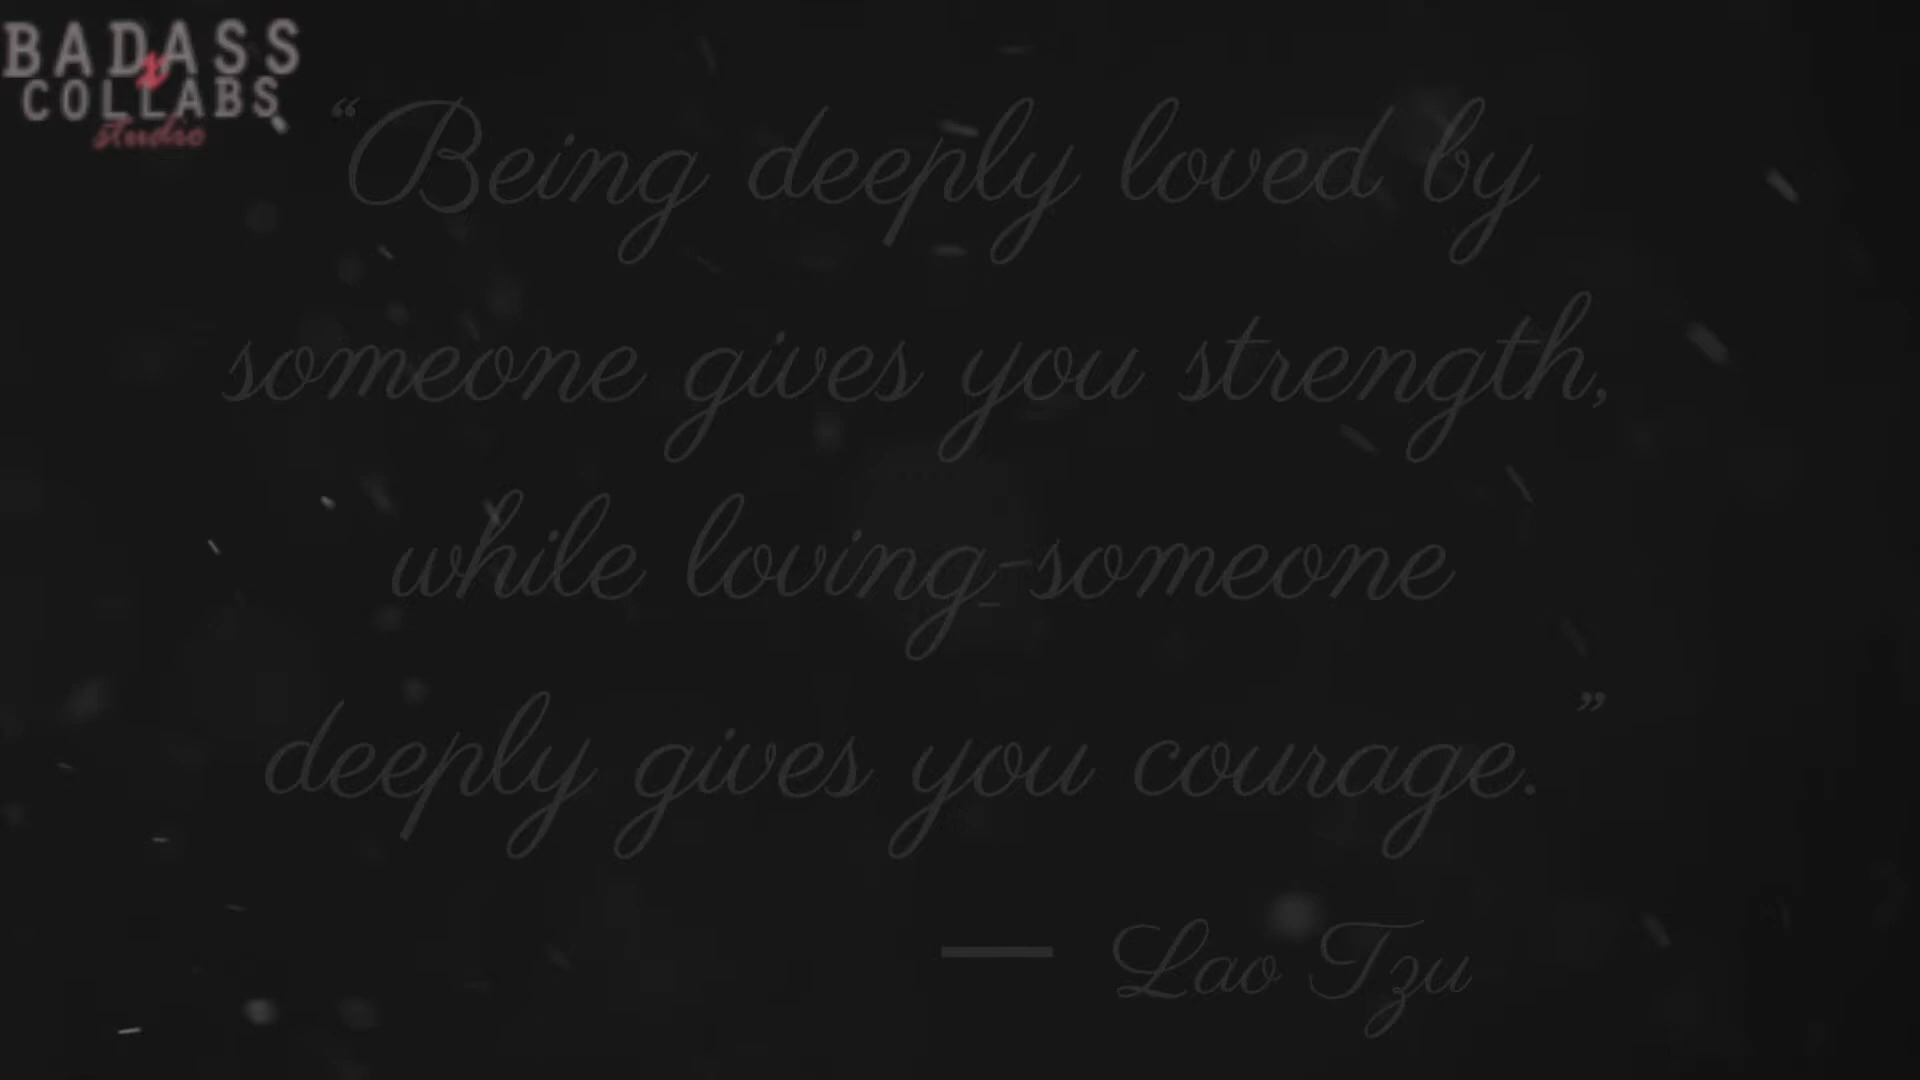 BADASS
COLLABS
studio
“Being deeply loved by
someone gives you strength,
while loving someone
deeply gives you courage.”
— Lao Tzu